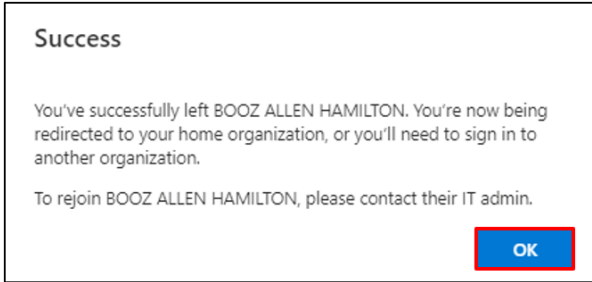 Success
You've successfully left BOOZ ALLEN HAMILTON. You're now being
redirected to your home organization, or you'll need to sign in to
another organization.
To rejoin BOOZ ALLEN HAMILTON, please contact their IT admin.
OK